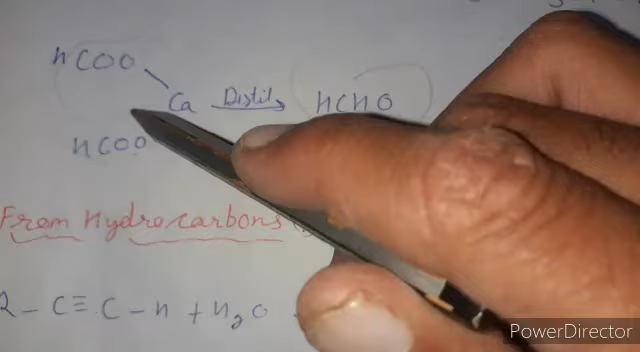 HCOO
Ca Distil HCHO
HCOO
From Hydrocarbons
R - C ≡ C - H + H2O
PowerDirector